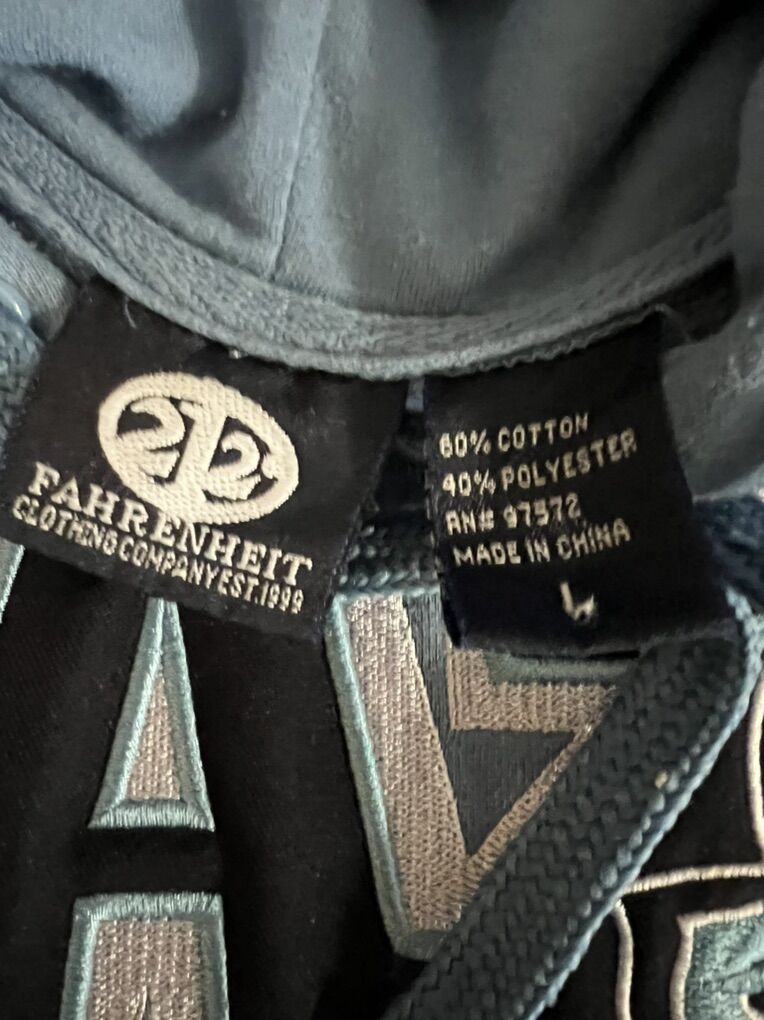 212
FAHRENHEIT
CLOTHING COMPANY EST. 1999
60% COTTON
40% POLYESTER
RN# 97572
MADE IN CHINA
L